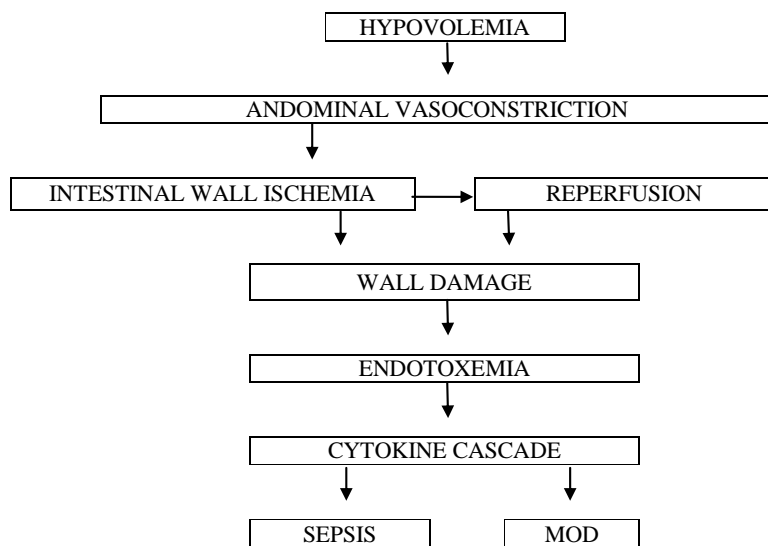 HYPOVOLEMIA
ANDOMINAL VASOCONSTRICTION
INTESTINAL WALL ISCHEMIA
REPERFUSION
WALL DAMAGE
ENDOTOXEMIA
CYTOKINE CASCADE
SEPSIS
MOD